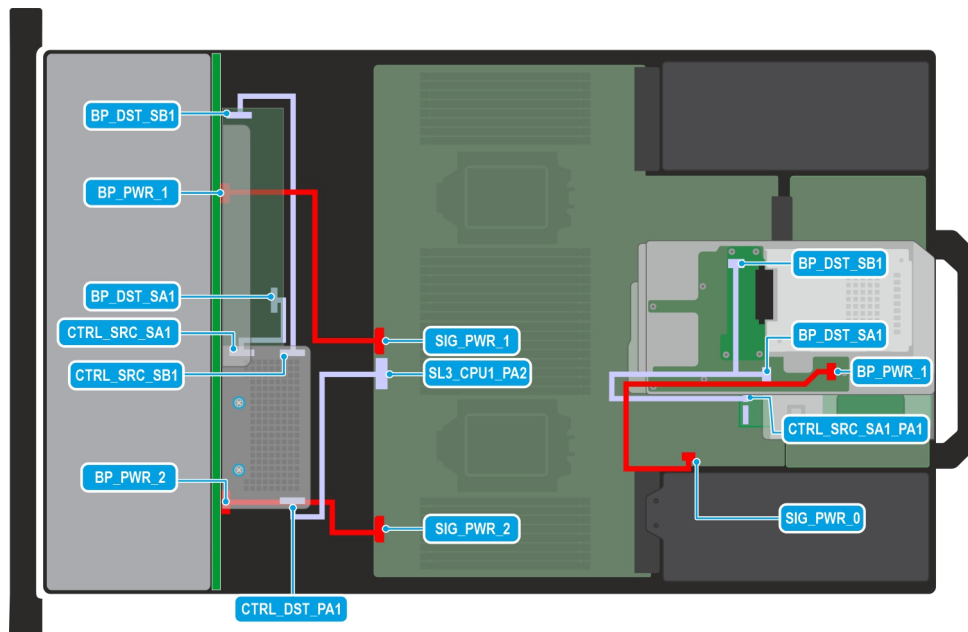 BP_DST_SB1
BP_PWR_1
BP_DST_SA1
CTRL_SRC_SA1
CTRL_SRC_SB1
BP_PWR_2
CTRL_DST_PA1
SIG_PWR_1
SL3_CPU1_PA2
SIG_PWR_2
BP_DST_SB1
BP_DST_SA1
BP_PWR_1
CTRL_SRC_SA1_PA1
SIG_PWR_0